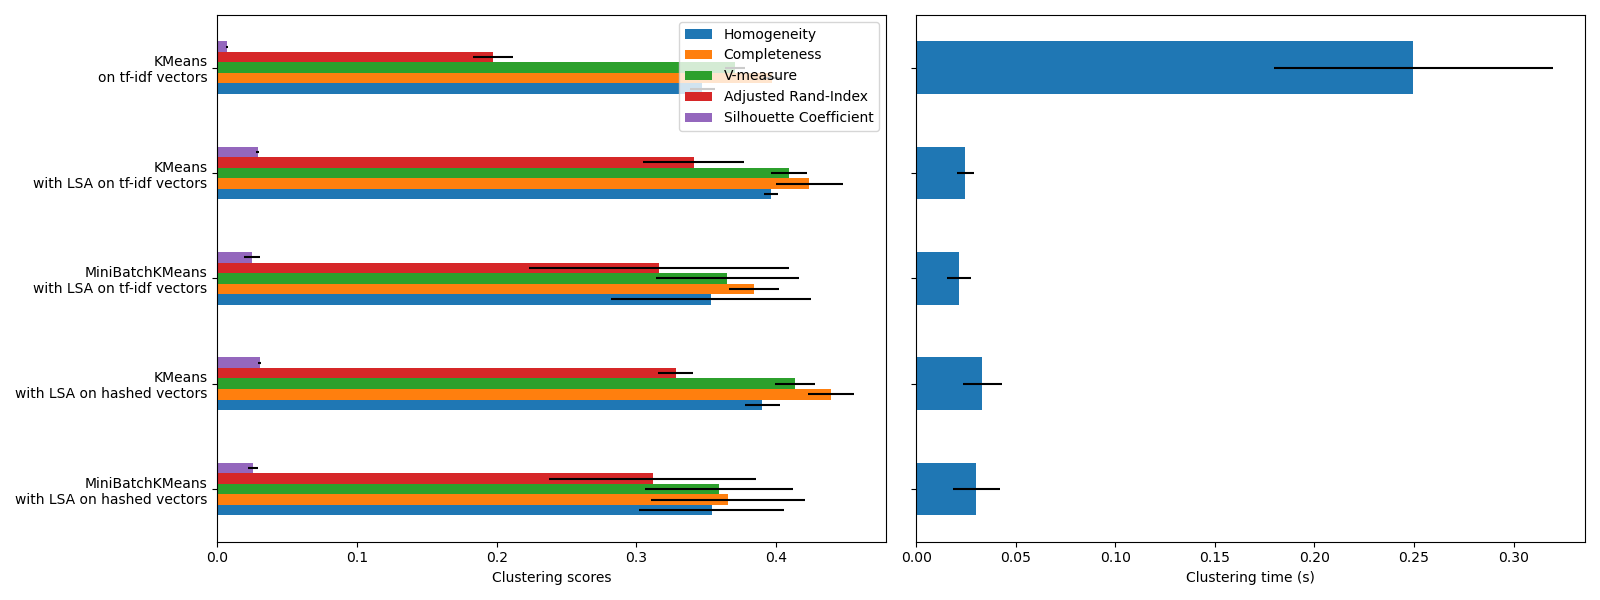 KMeans
on tf-idf vectors
KMeans
with LSA on tf-idf vectors
MiniBatchKMeans
with LSA on tf-idf vectors
KMeans
with LSA on hashed vectors
MiniBatchKMeans
with LSA on hashed vectors
Homogeneity
Completeness
V-measure
Adjusted Rand-Index
Silhouette Coefficient
0.0 0.1 0.2 0.3 0.4
Clustering scores
0.00 0.05 0.10 0.15 0.20 0.25 0.30
Clustering time (s)